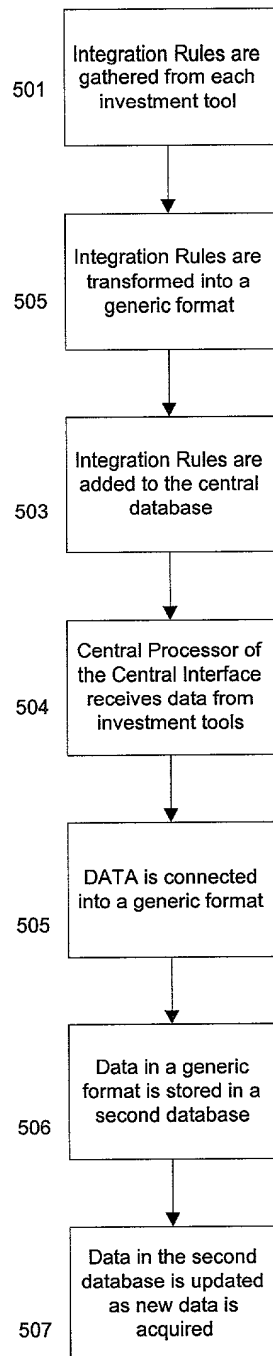 Integration Rules are
gathered from each
investment tool
501
Integration Rules are
transformed into a
generic format
505
Integration Rules are
added to the central
database
503
Central Processor of
the Central Interface
receives data from
investment tools
504
DATA is connected
into a generic format
505
Data in a generic
format is stored in a
second database
506
Data in the second
database is updated
as new data is
acquired
507